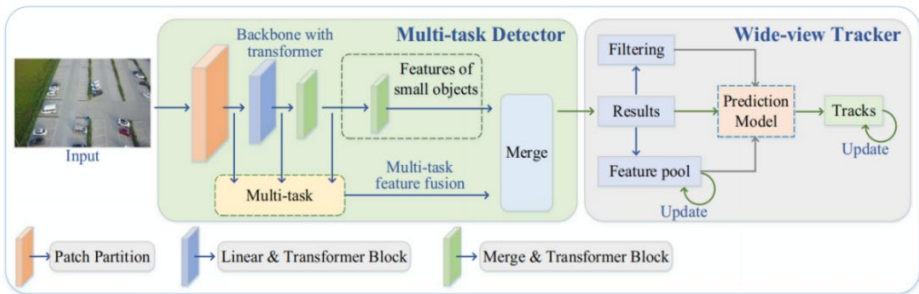 Multi-task Detector
Wide-view Tracker
Backbone with
transformer
Features of
small objects
Input
Multi-task
Multi-task
feature fusion
Merge
Filtering
Results
Feature pool
Update
Prediction
Model
Tracks
Update
Patch Partition
Linear & Transformer Block
Merge & Transformer Block